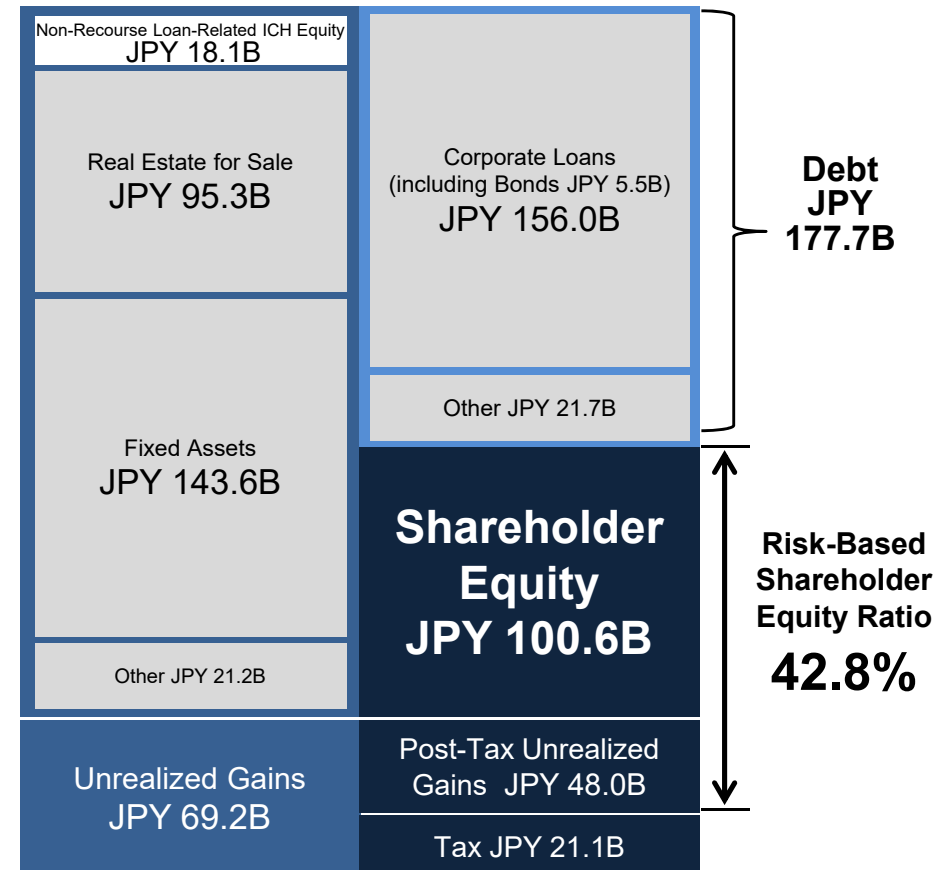 Non-Recourse Loan-Related ICH Equity
JPY 18.1B
Real Estate for Sale
JPY 95.3B
Fixed Assets
JPY 143.6B
Other JPY 21.2B
Unrealized Gains
JPY 69.2B
Corporate Loans
(including Bonds JPY 5.5B)
JPY 156.0B
Other JPY 21.7B
Shareholder
Equity
JPY 100.6B
Post-Tax Unrealized
Gains JPY 48.0B
Tax JPY 21.1B
Debt
JPY
177.7B
Risk-Based
Shareholder
Equity Ratio
42.8%